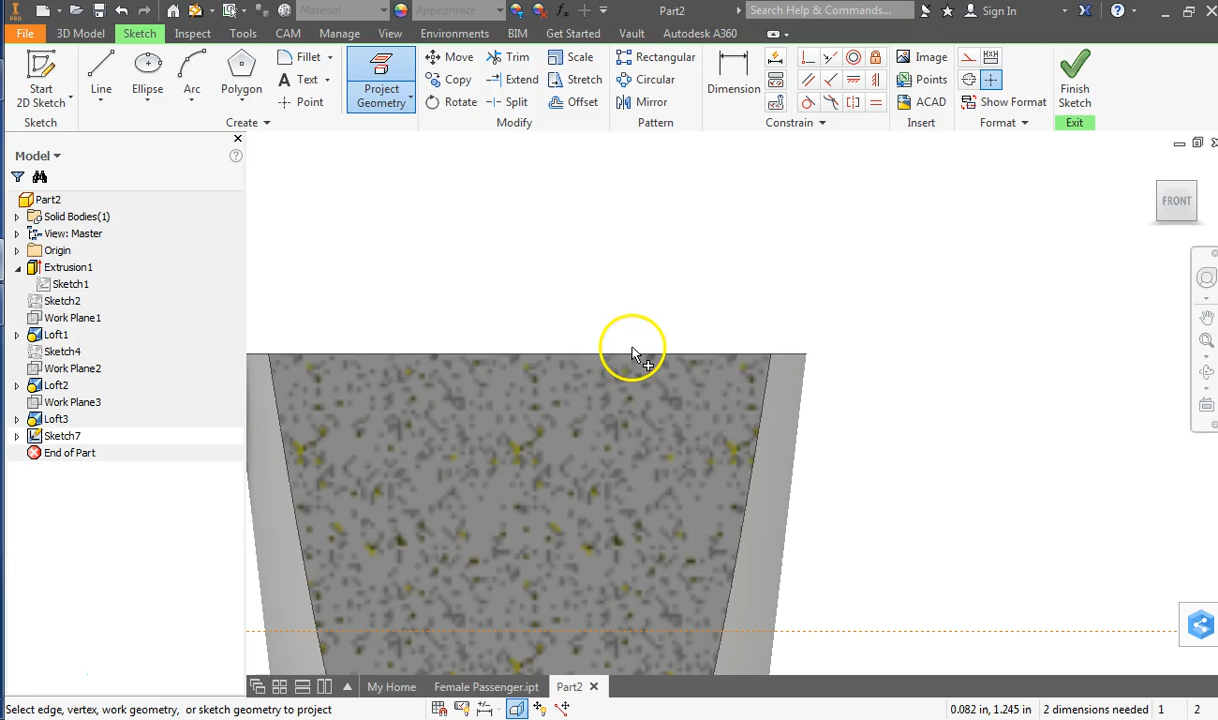 PRO
Material
Appearance
fx
Part2
Search Help & Commands...
Sign In
File
3D Model
Sketch
Inspect
Tools
CAM
Manage
View
Environments
BIM
Get Started
Vault
Autodesk A360
Start
2D Sketch
Line
Ellipse
Arc
Polygon
Fillet
Text
Point
Project
Geometry
Move
Copy
Rotate
Trim
Extend
Split
Scale
Stretch
Offset
Rectangular
Circular
Mirror
Dimension
Image
Points
ACAD
Show Format
Finish
Sketch
Sketch
Create
Modify
Pattern
Constrain
Insert
Format
Exit
Model
Part2
Solid Bodies(1)
View: Master
Origin
Extrusion1
Sketch1
Sketch2
Work Plane1
Loft1
Sketch4
Work Plane2
Loft2
Work Plane3
Loft3
Sketch7
End of Part
FRONT
My Home
Female Passenger.ipt
Part2
Select edge, vertex, work geometry, or sketch geometry to project
0.082 in, 1.245 in
2 dimensions needed
1
2